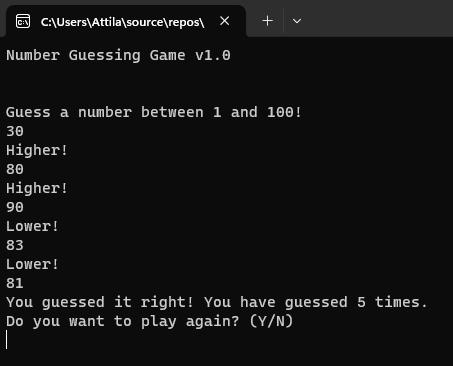 C:\Users\Attila\source\repos\
Number Guessing Game v1.0
Guess a number between 1 and 100!
30
Higher!
80
Higher!
90
Lower!
83
Lower!
81
You guessed it right! You have guessed 5 times.
Do you want to play again? (Y/N)